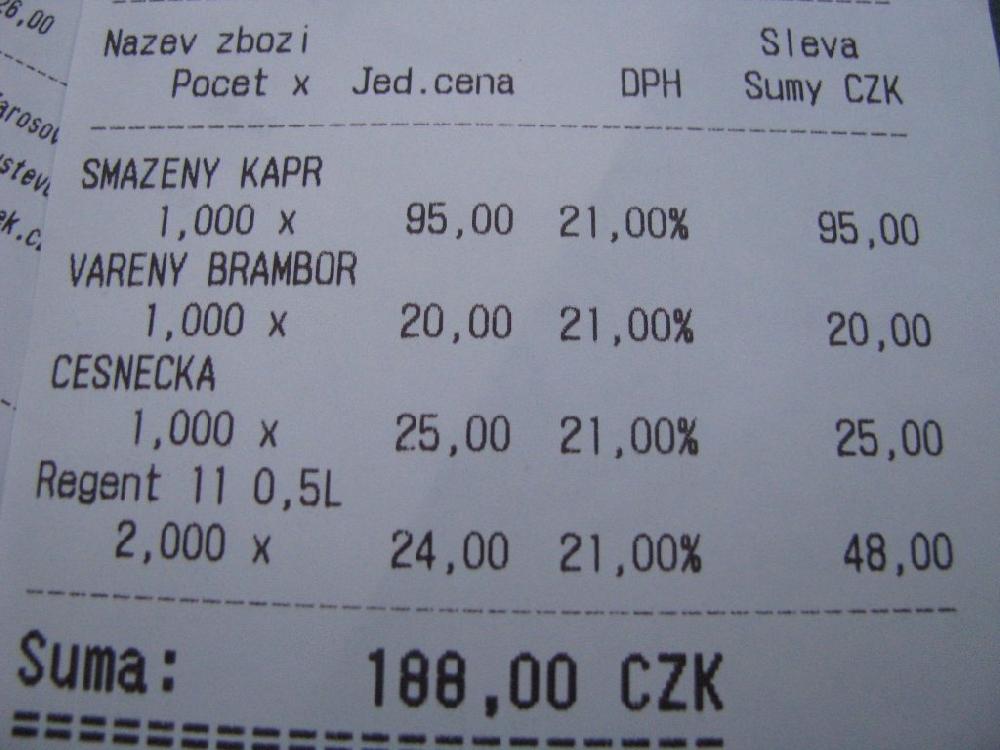 26,00
Nazev zbozi Sleva
Pocet x Jed.cena DPH Sumy CZK
SMAZENY KAPR
1,000 x 95,00 21,00% 95,00
VARENY BRAMBOR
1,000 x 20,00 21,00% 20,00
CESNECKA
1,000 x 25,00 21,00% 25,00
Regent 11 0,5L
2,000 x 24,00 21,00% 48,00
Suma: 188,00 CZK